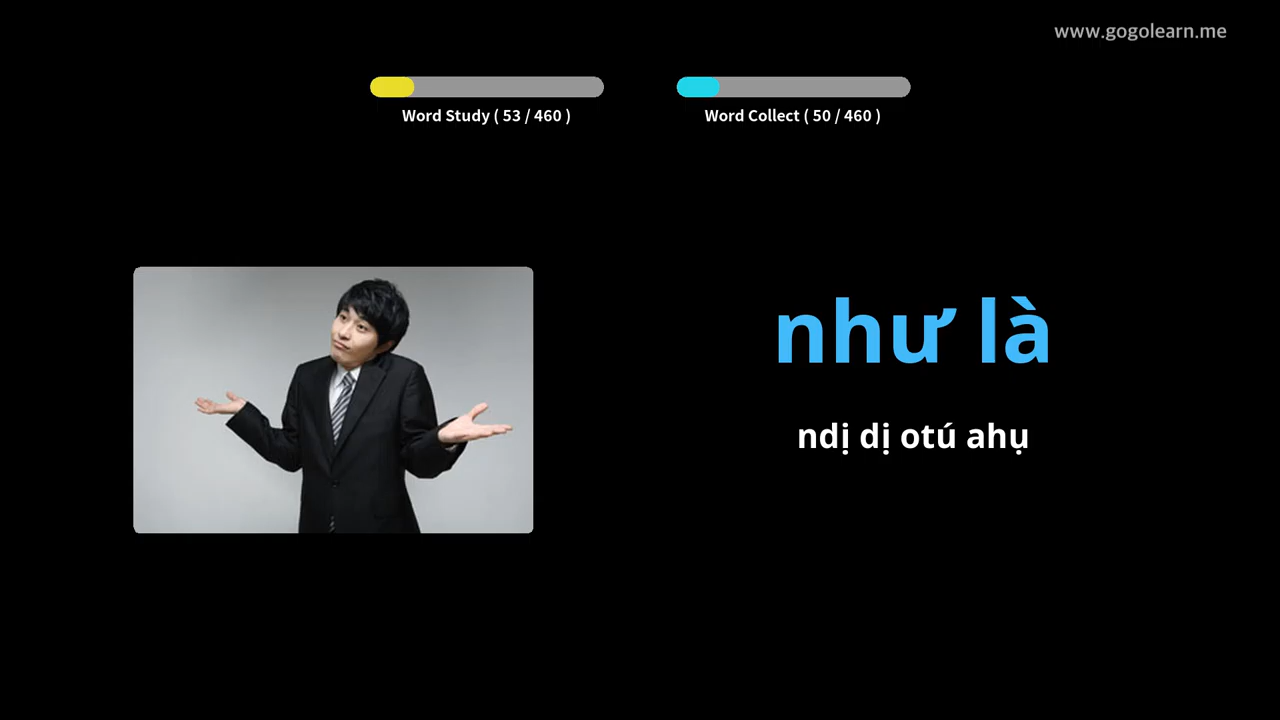 www.gogolearn.me
Word Study ( 53 / 460 )
Word Collect ( 50 / 460 )
như là
ndị dị otú ahụ